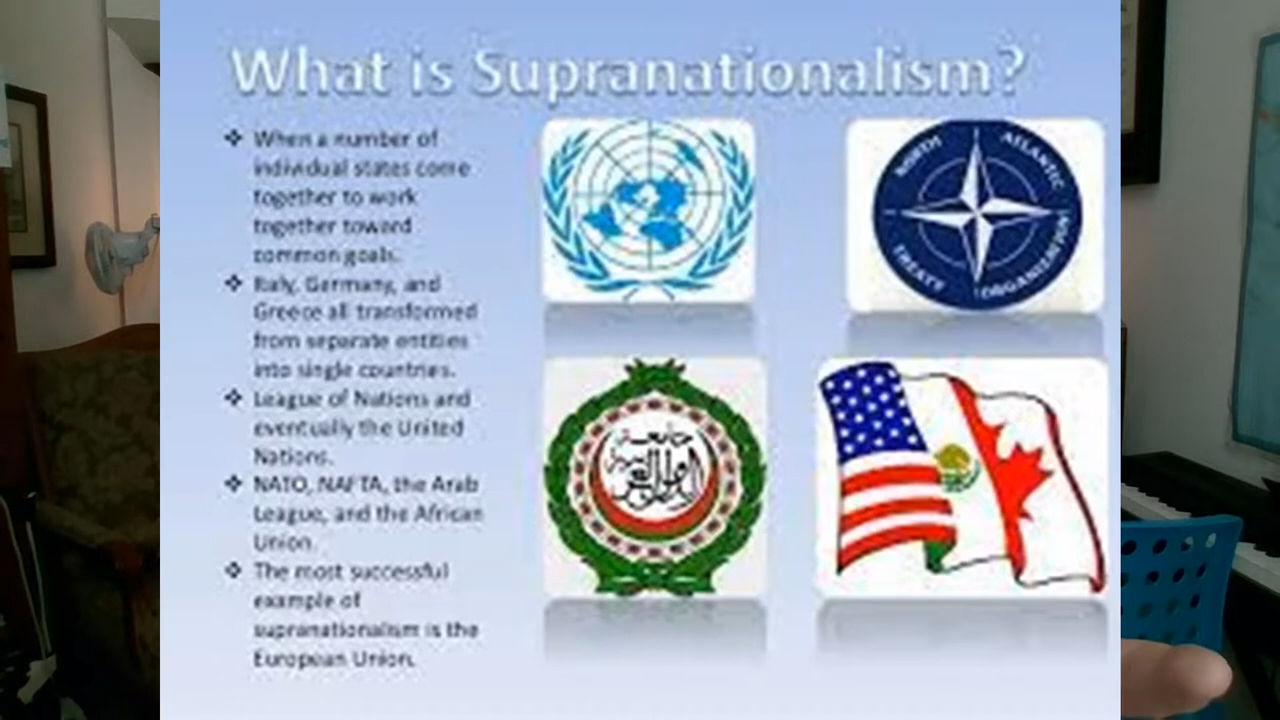 What is Supranationalism?
When a number of
individual states come
together to work
together toward
common goals.
Italy, Germany, and
Greece all transformed
from separate entities
into single countries.
League of Nations and
eventually the United
Nations.
NATO, NAFTA, the Arab
League, and the African
Union.
The most successful
example of
supranationalism is the
European Union.
NORTH ATLANTIC
TREATY ORGANIZATION
جامعة
الدول العربية